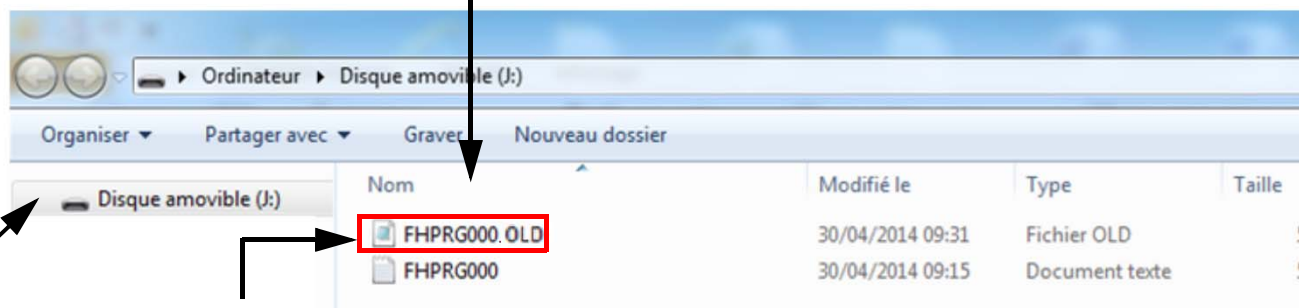 Ordinateur Disque amovible (J:)
Organiser Partager avec Graver Nouveau dossier
Disque amovible (J:)
Nom Modifié le Type Taille
FHPRG000.OLD 30/04/2014 09:31 Fichier OLD
FHPRG000 30/04/2014 09:15 Document texte